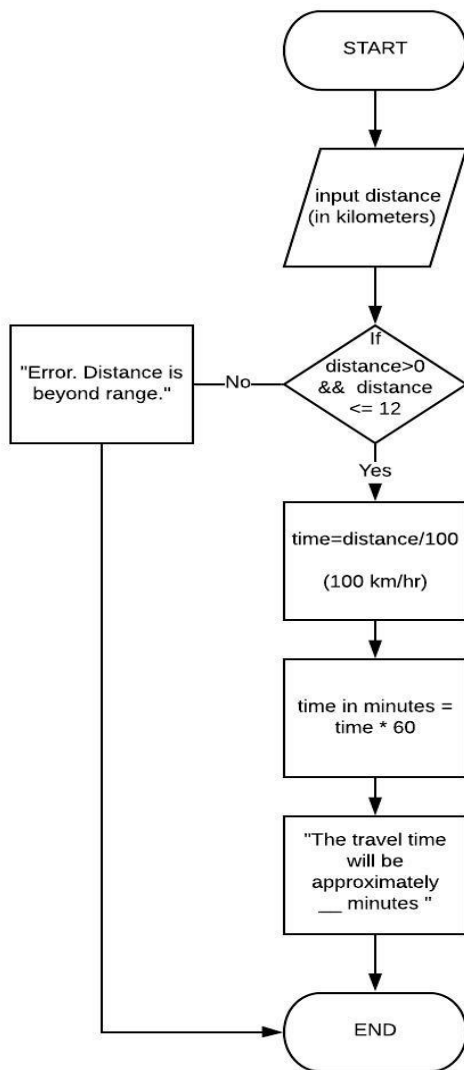 START
input distance
(in kilometers)
If
distance>0
&& distance
<= 12
No
"Error. Distance is
beyond range."
Yes
time=distance/100
(100 km/hr)
time in minutes =
time * 60
"The travel time
will be
approximately
__ minutes "
END